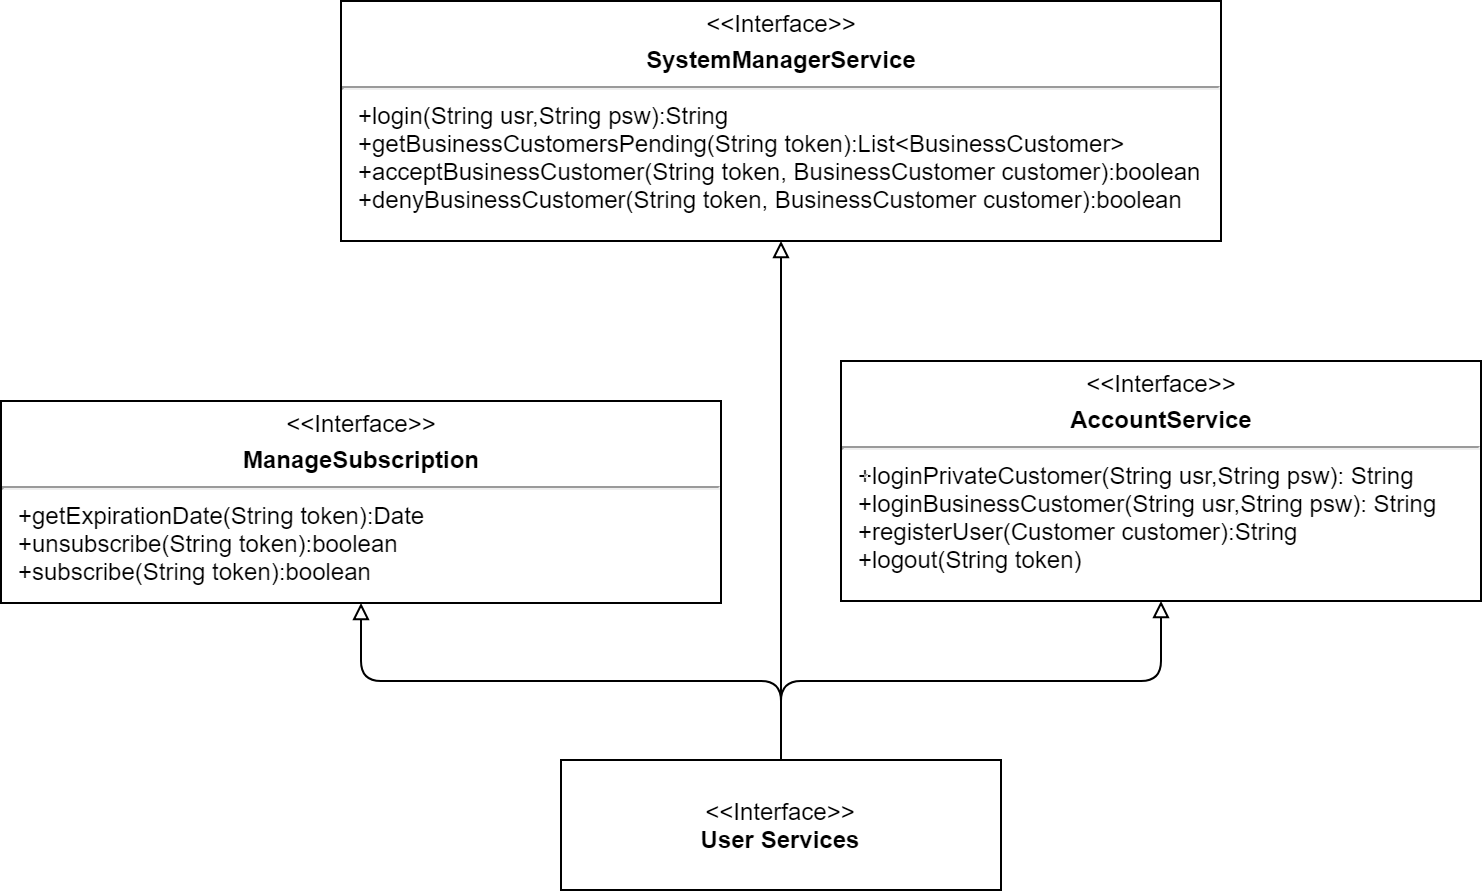 <<Interface>>
SystemManagerService
+login(String usr,String psw):String
+getBusinessCustomersPending(String token):List<BusinessCustomer>
+acceptBusinessCustomer(String token, BusinessCustomer customer):boolean
+denyBusinessCustomer(String token, BusinessCustomer customer):boolean
<<Interface>>
ManageSubscription
+getExpirationDate(String token):Date
+unsubscribe(String token):boolean
+subscribe(String token):boolean
<<Interface>>
AccountService
+loginPrivateCustomer(String usr,String psw): String
+loginBusinessCustomer(String usr,String psw): String
+registerUser(Customer customer):String
+logout(String token)
<<Interface>>
User Services